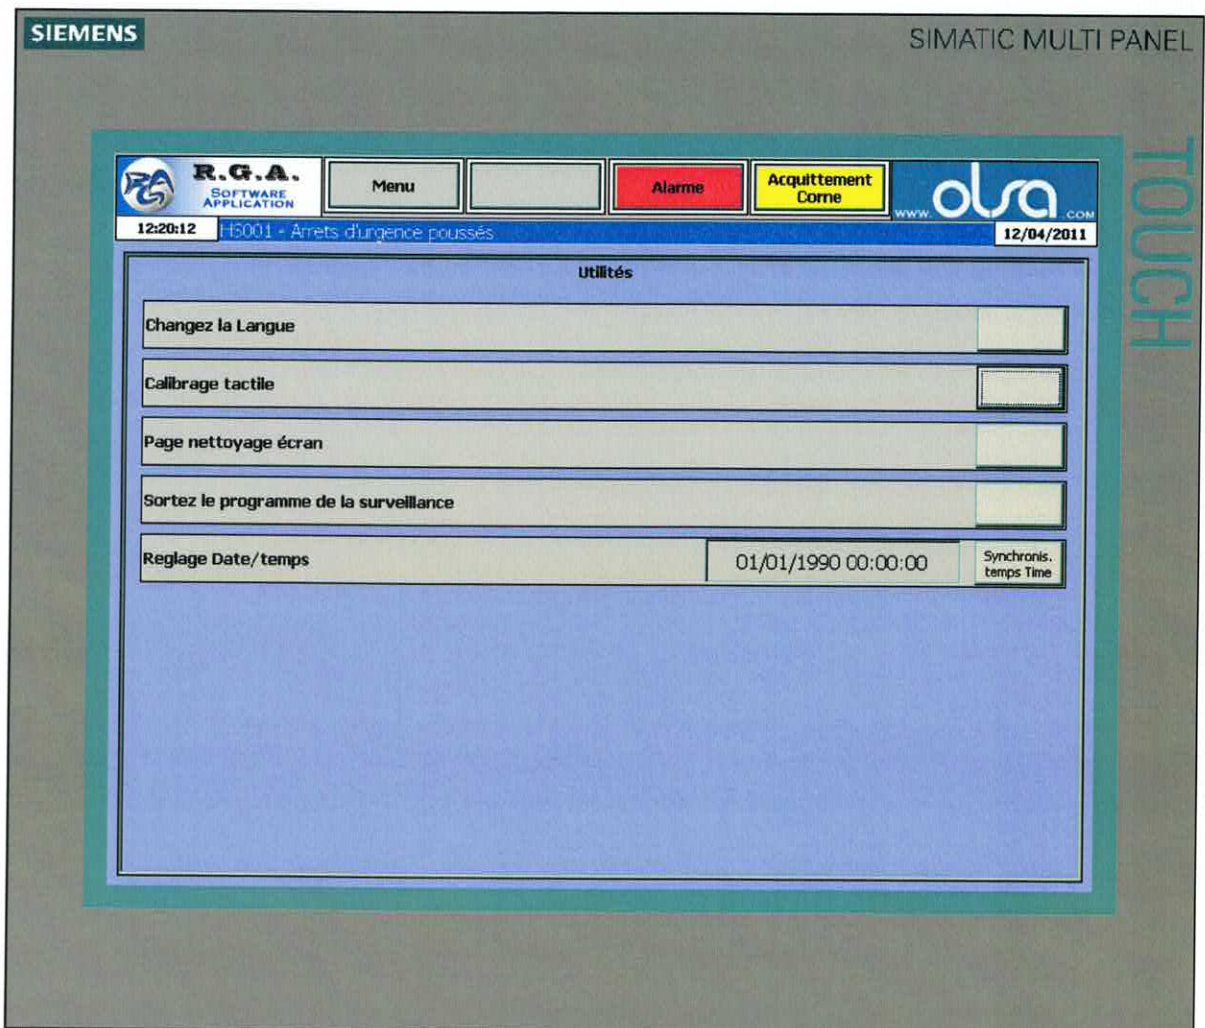 SIEMENS
SIMATIC MULTI PANEL
TOUCH
R.G.A.
SOFTWARE
APPLICATION
Menu
Alarme
Acquittement
Corne
www.olsa.com
12:20:12
HS001 - Arrets d'urgence poussés
12/04/2011
Utilités
Changez la Langue
Calibrage tactile
Page nettoyage écran
Sortez le programme de la surveillance
Reglage Date/temps
01/01/1990 00:00:00
Synchronis.
temps Time